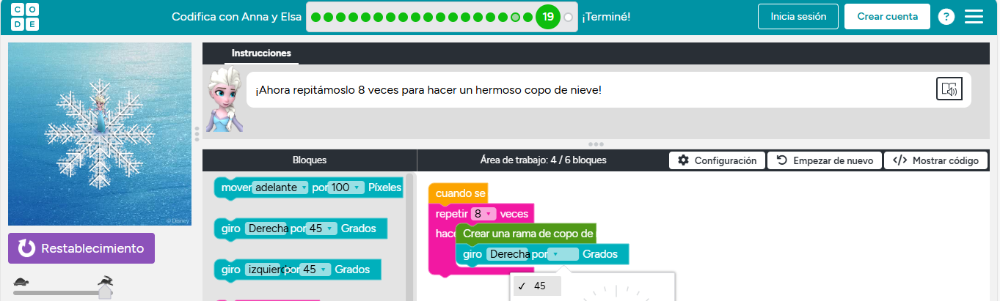 CODE
Codifica con Anna y Elsa
19
¡Terminé!
Inicia sesión
Crear cuenta
?
Instrucciones
¡Ahora repitámoslo 8 veces para hacer un hermoso copo de nieve!
Bloques
Área de trabajo: 4 / 6 bloques
Configuración
Empezar de nuevo
</> Mostrar código
mover adelante por 100 Píxeles
giro Derecha por 45 Grados
giro izquierd por 45 Grados
cuando se
repetir 8 veces
hace Crear una rama de copo de
giro Derecha por Grados
✓ 45
© Disney
Restablecimiento